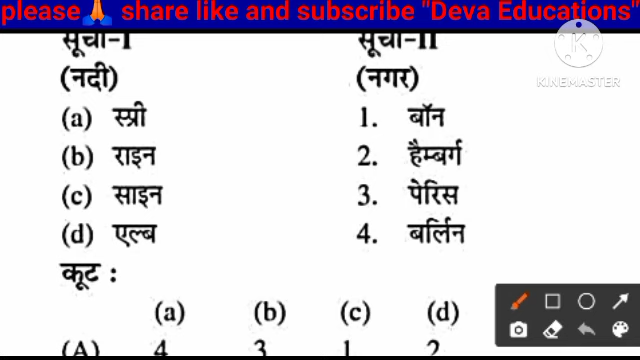 please🙏 share like and subscribe "Deva Educations"
सूची-I सूची-II
KINEMASTER
(नदी) (नगर)
(a) स्प्री 1. बॉन
(b) राइन 2. हैम्बर्ग
(c) साइन 3. पेरिस
(d) एल्ब 4. बर्लिन
कूट :
(a) (b) (c) (d)
(A) 4 3 1 2